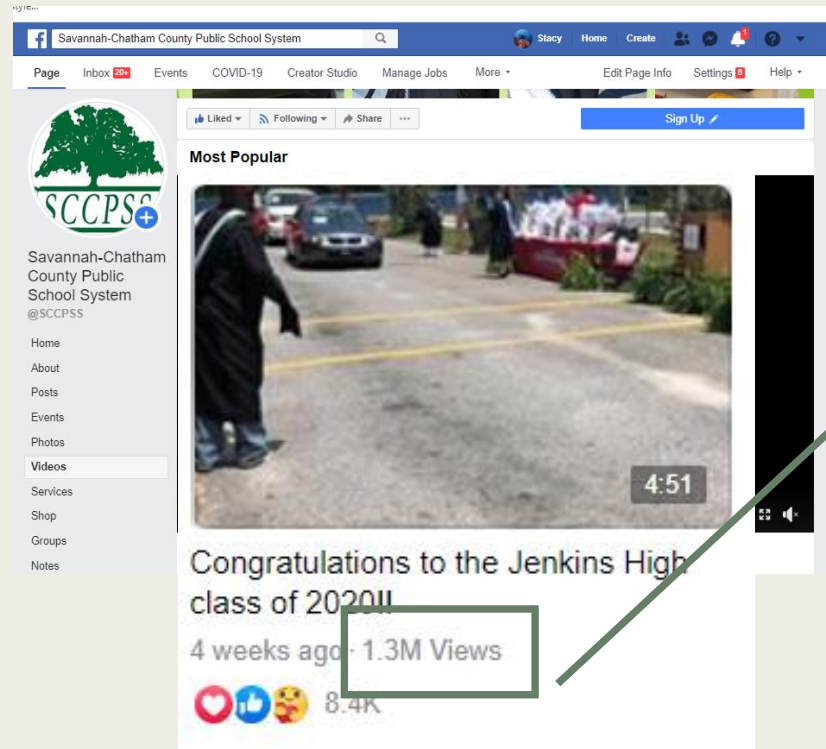 Savannah-Chatham County Public School System
Stacy Home Create 1
Page Inbox 20+ Events COVID-19 Creator Studio Manage Jobs More Edit Page Info Settings 8 Help
Liked Following Share ... Sign Up
Most Popular
SCCPSS
Savannah-Chatham
County Public
School System
@SCCPSS
Home
About
Posts
Events
Photos
Videos
Services
Shop
Groups
Notes
4:51
Congratulations to the Jenkins High
class of 2020!!
4 weeks ago · 1.3M Views
8.4K